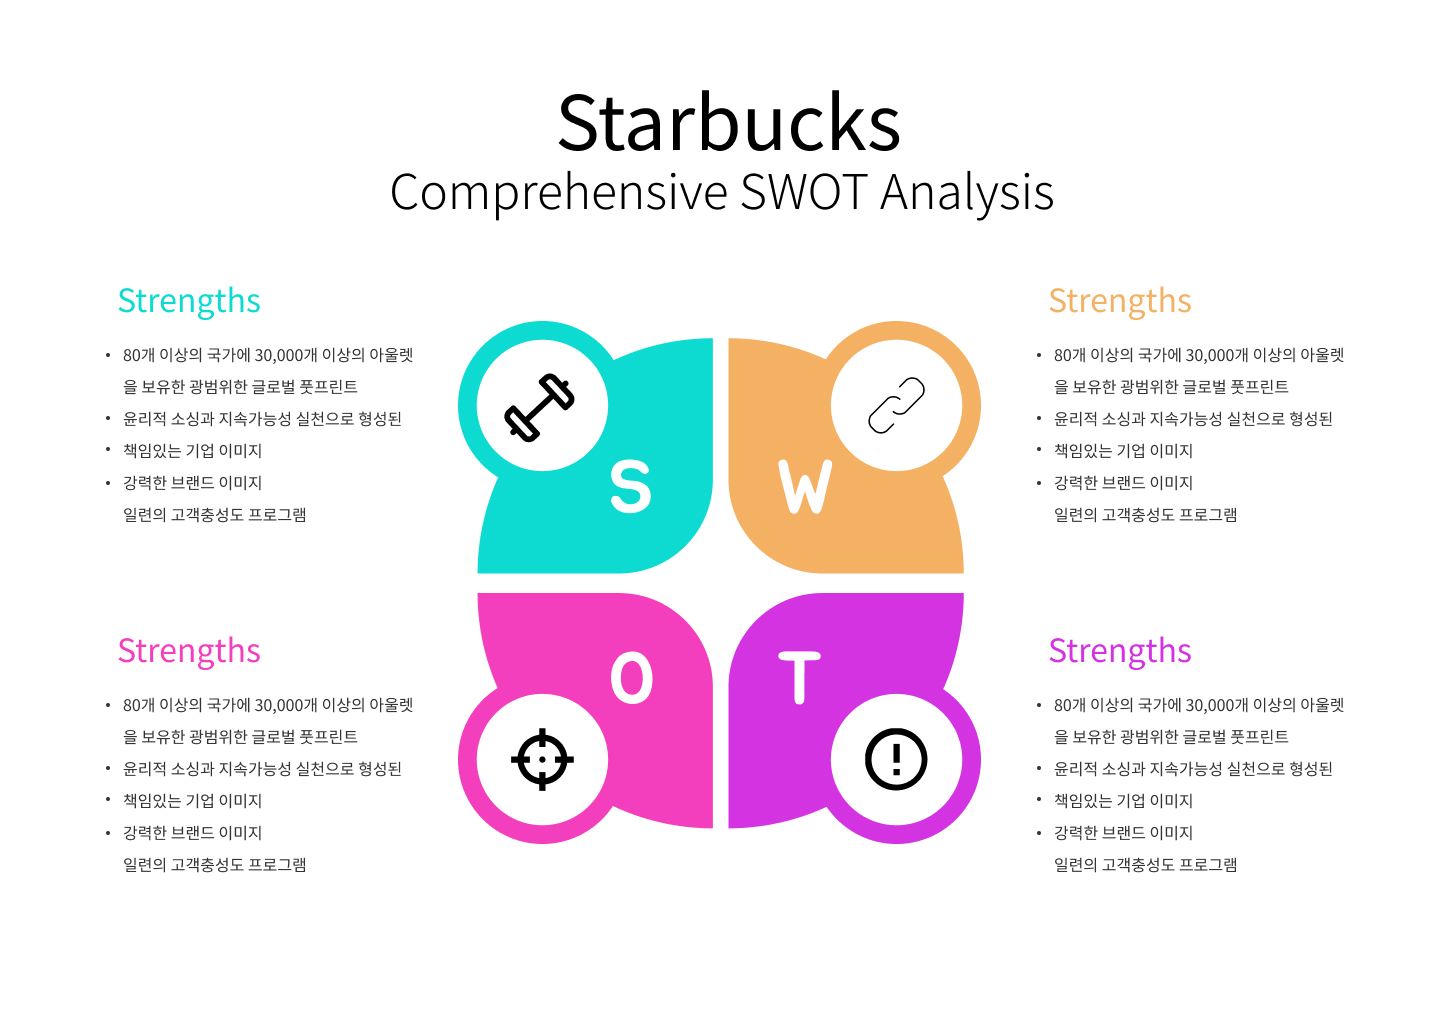 Starbucks
Comprehensive SWOT Analysis
Strengths
• 80개 이상의 국가에 30,000개 이상의 아울렛
을 보유한 광범위한 글로벌 풋프린트
• 윤리적 소싱과 지속가능성 실천으로 형성된
• 책임있는 기업 이미지
• 강력한 브랜드 이미지
일련의 고객충성도 프로그램
Strengths
• 80개 이상의 국가에 30,000개 이상의 아울렛
을 보유한 광범위한 글로벌 풋프린트
• 윤리적 소싱과 지속가능성 실천으로 형성된
• 책임있는 기업 이미지
• 강력한 브랜드 이미지
일련의 고객충성도 프로그램
S
W
O
T
Strengths
• 80개 이상의 국가에 30,000개 이상의 아울렛
을 보유한 광범위한 글로벌 풋프린트
• 윤리적 소싱과 지속가능성 실천으로 형성된
• 책임있는 기업 이미지
• 강력한 브랜드 이미지
일련의 고객충성도 프로그램
Strengths
• 80개 이상의 국가에 30,000개 이상의 아울렛
을 보유한 광범위한 글로벌 풋프린트
• 윤리적 소싱과 지속가능성 실천으로 형성된
• 책임있는 기업 이미지
• 강력한 브랜드 이미지
일련의 고객충성도 프로그램